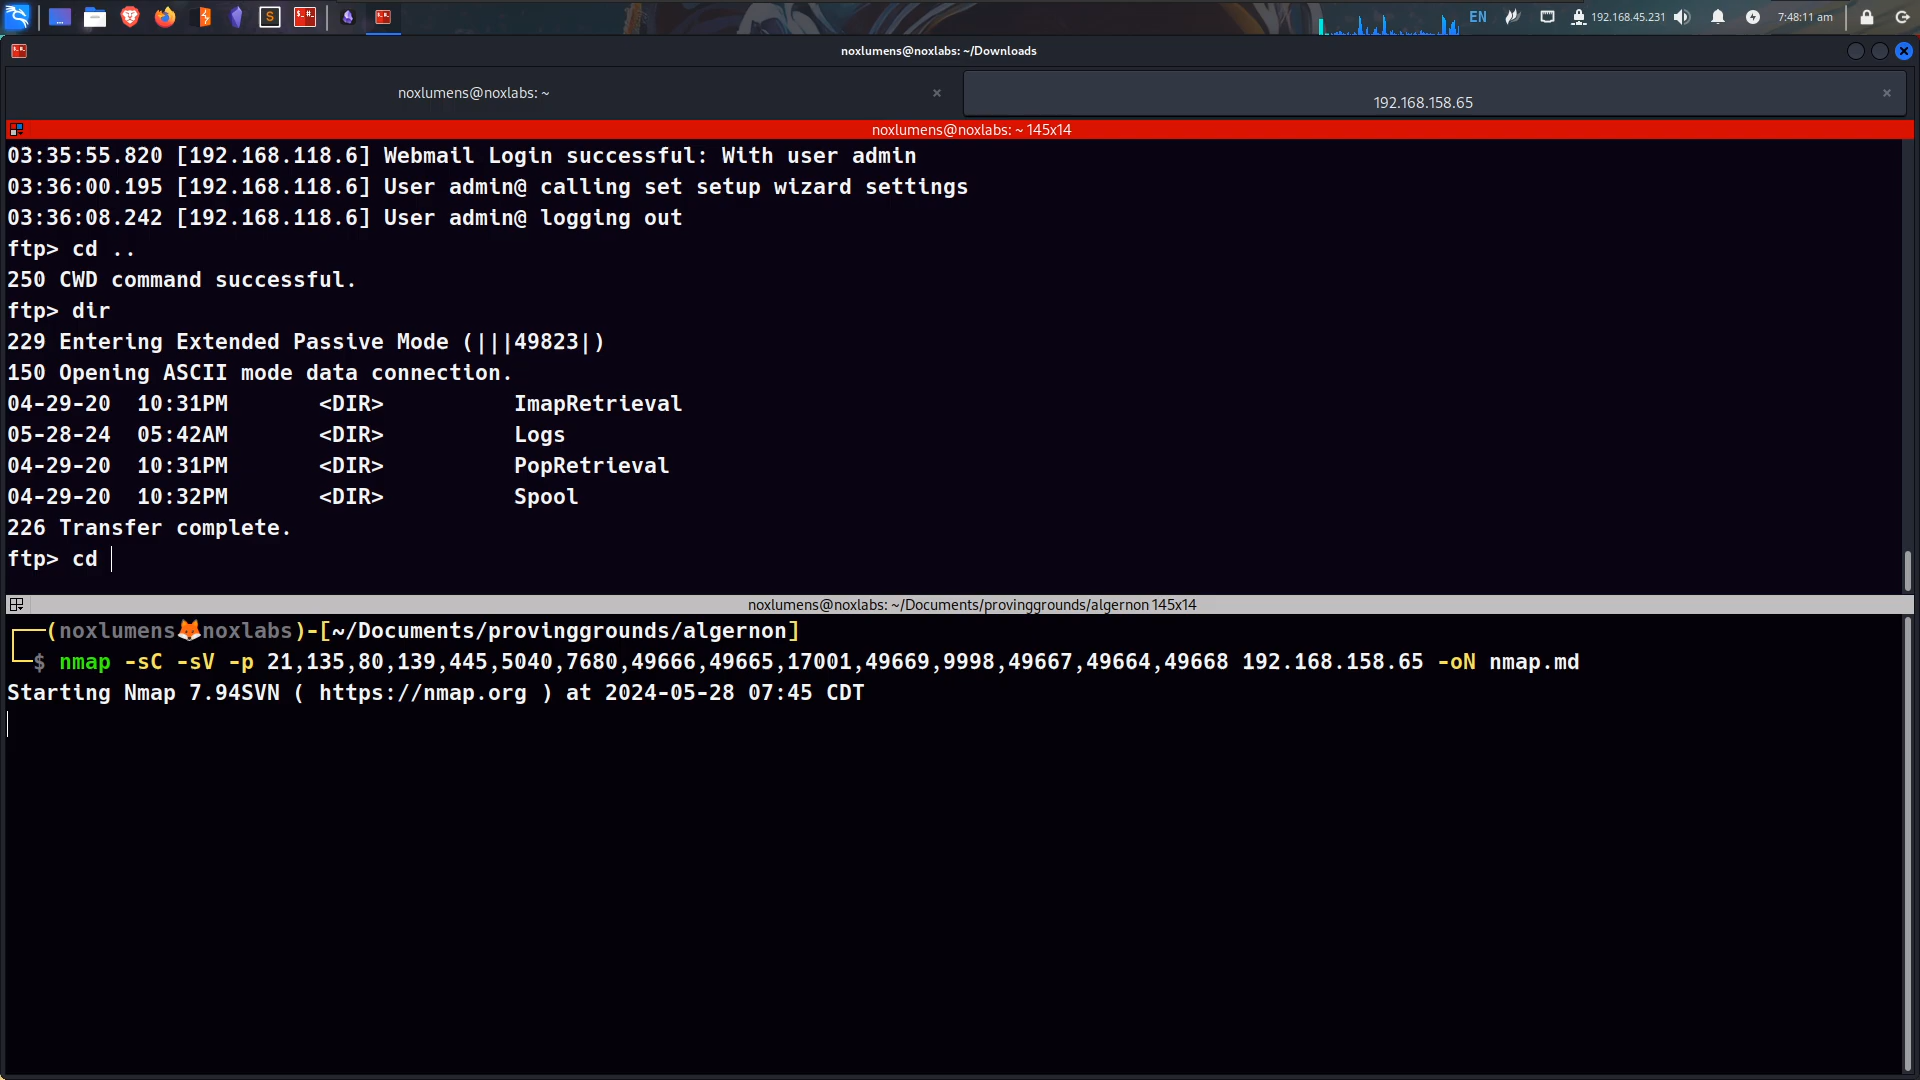 EN
192.168.45.231
7:48:11 am
noxlumens@noxlabs: ~/Downloads
noxlumens@noxlabs: ~
192.168.158.65
noxlumens@noxlabs: ~ 145x14
03:35:55.820 [192.168.118.6] Webmail Login successful: With user admin
03:36:00.195 [192.168.118.6] User admin@ calling set setup wizard settings
03:36:08.242 [192.168.118.6] User admin@ logging out
ftp> cd ..
250 CWD command successful.
ftp> dir
229 Entering Extended Passive Mode (|||49823|)
150 Opening ASCII mode data connection.
04-29-20  10:31PM       <DIR>          ImapRetrieval
05-28-24  05:42AM       <DIR>          Logs
04-29-20  10:31PM       <DIR>          PopRetrieval
04-29-20  10:32PM       <DIR>          Spool
226 Transfer complete.
ftp> cd
noxlumens@noxlabs: ~/Documents/provinggrounds/algernon 145x14
┌──(noxlumens🦊noxlabs)-[~/Documents/provinggrounds/algernon]
└─$ nmap -sC -sV -p 21,135,80,139,445,5040,7680,49666,49665,17001,49669,9998,49667,49664,49668 192.168.158.65 -oN nmap.md
Starting Nmap 7.94SVN ( https://nmap.org ) at 2024-05-28 07:45 CDT